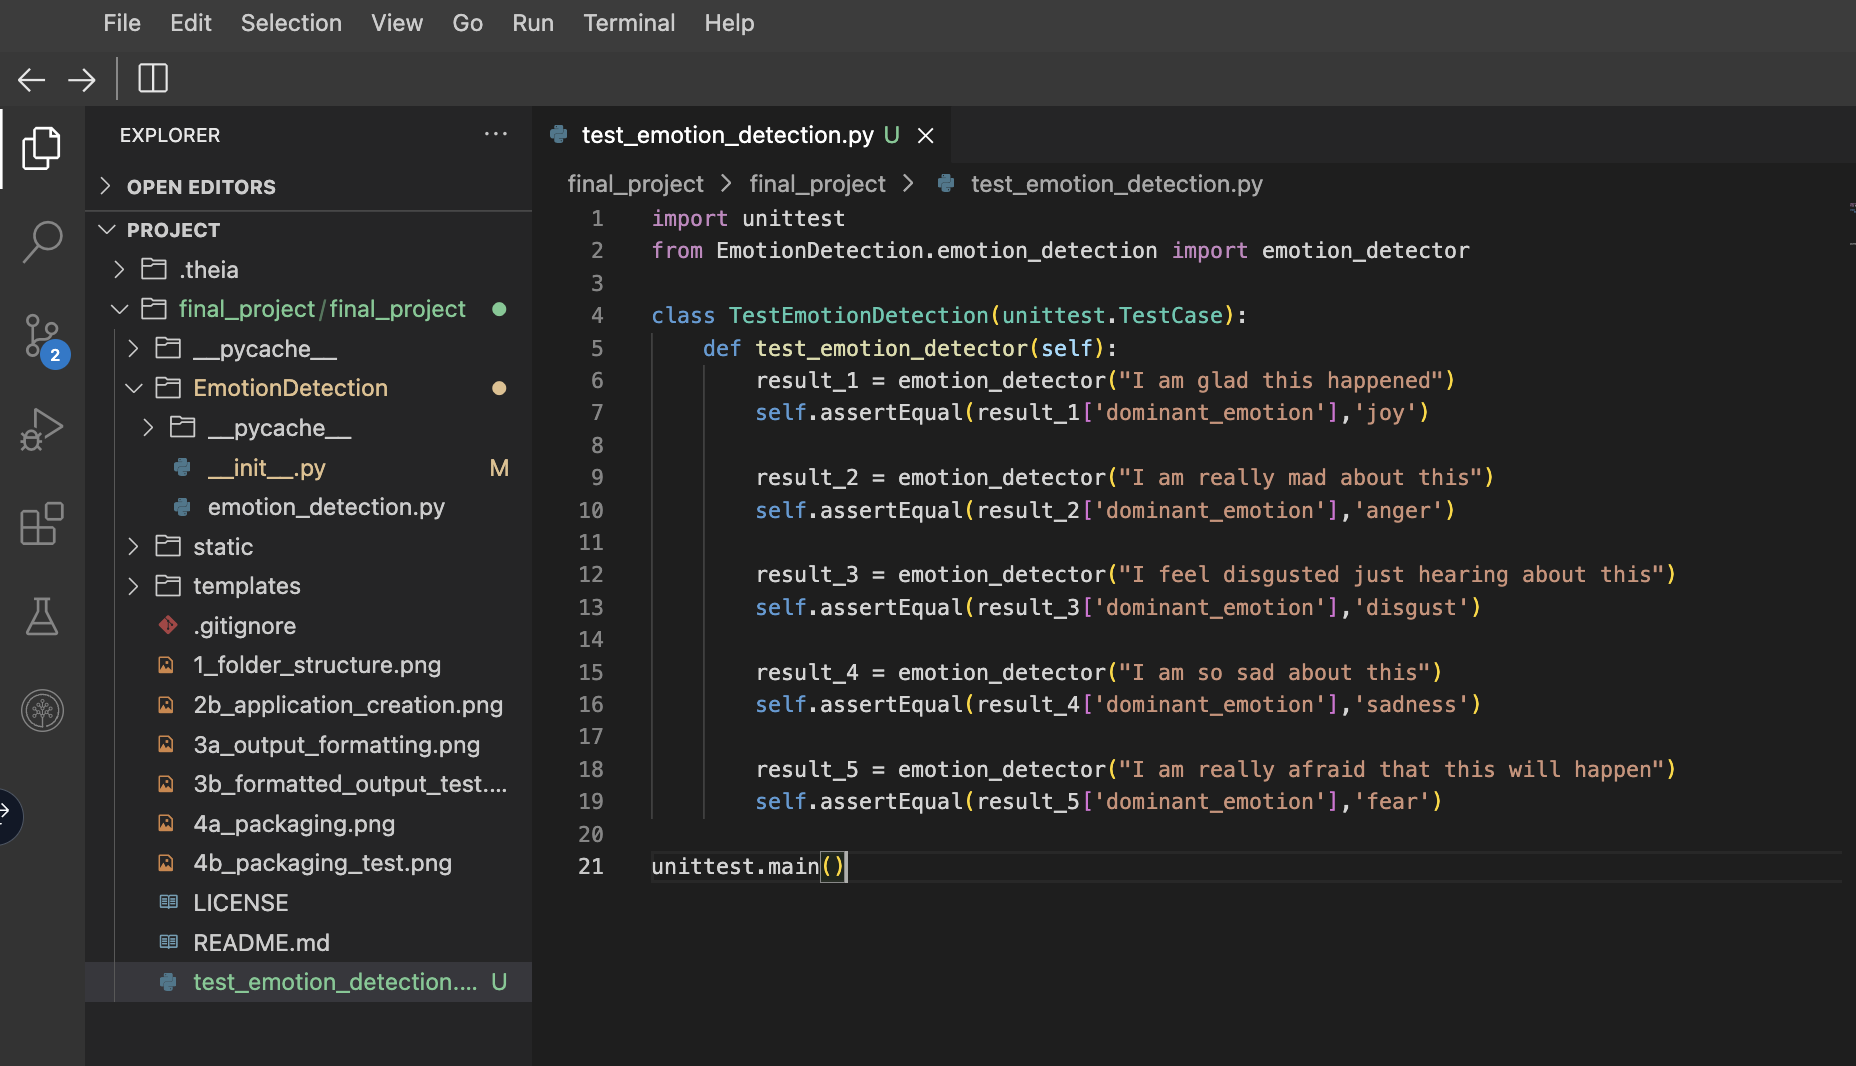 File Edit Selection View Go Run Terminal Help
EXPLORER ...
OPEN EDITORS
PROJECT
.theia
final_project/final_project
__pycache__
EmotionDetection
__pycache__
__init__.py M
emotion_detection.py
static
templates
.gitignore
1_folder_structure.png
2b_application_creation.png
3a_output_formatting.png
3b_formatted_output_test....
4a_packaging.png
4b_packaging_test.png
LICENSE
README.md
test_emotion_detection.... U
2
test_emotion_detection.py U
final_project > final_project > test_emotion_detection.py
1 import unittest
2 from EmotionDetection.emotion_detection import emotion_detector
3
4 class TestEmotionDetection(unittest.TestCase):
5     def test_emotion_detector(self):
6         result_1 = emotion_detector("I am glad this happened")
7         self.assertEqual(result_1['dominant_emotion'],'joy')
8
9         result_2 = emotion_detector("I am really mad about this")
10         self.assertEqual(result_2['dominant_emotion'],'anger')
11
12         result_3 = emotion_detector("I feel disgusted just hearing about this")
13         self.assertEqual(result_3['dominant_emotion'],'disgust')
14
15         result_4 = emotion_detector("I am so sad about this")
16         self.assertEqual(result_4['dominant_emotion'],'sadness')
17
18         result_5 = emotion_detector("I am really afraid that this will happen")
19         self.assertEqual(result_5['dominant_emotion'],'fear')
20
21 unittest.main()